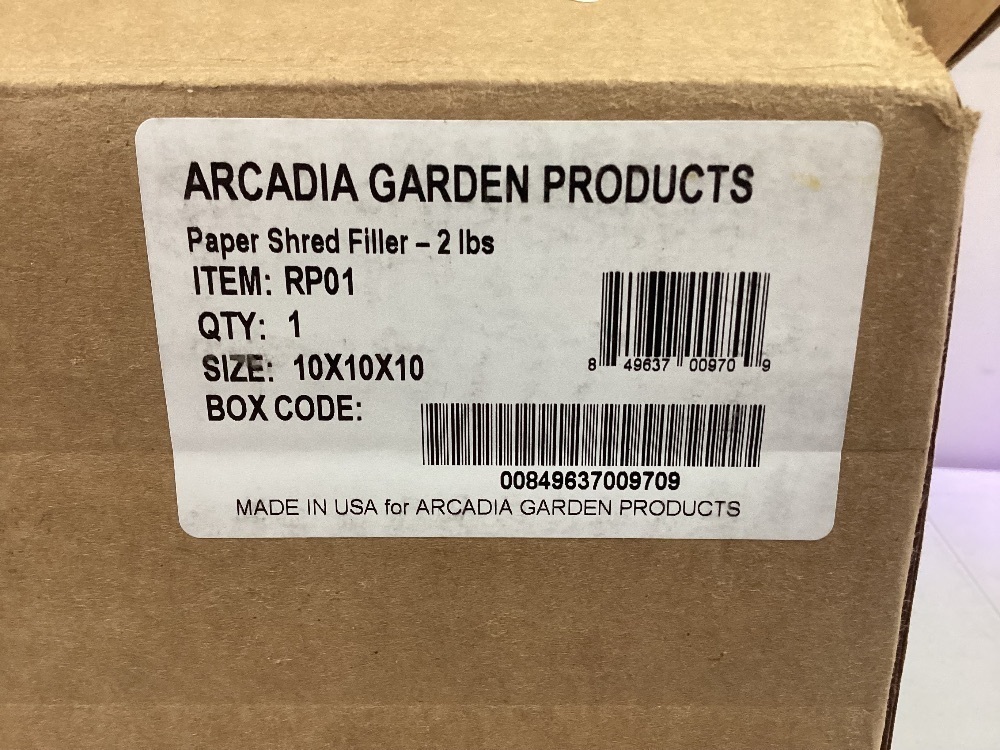 ARCADIA GARDEN PRODUCTS
Paper Shred Filler – 2 lbs
ITEM: RP01
QTY: 1
SIZE: 10X10X10
8 49637 00970 9
BOX CODE:
00849637009709
MADE IN USA for ARCADIA GARDEN PRODUCTS